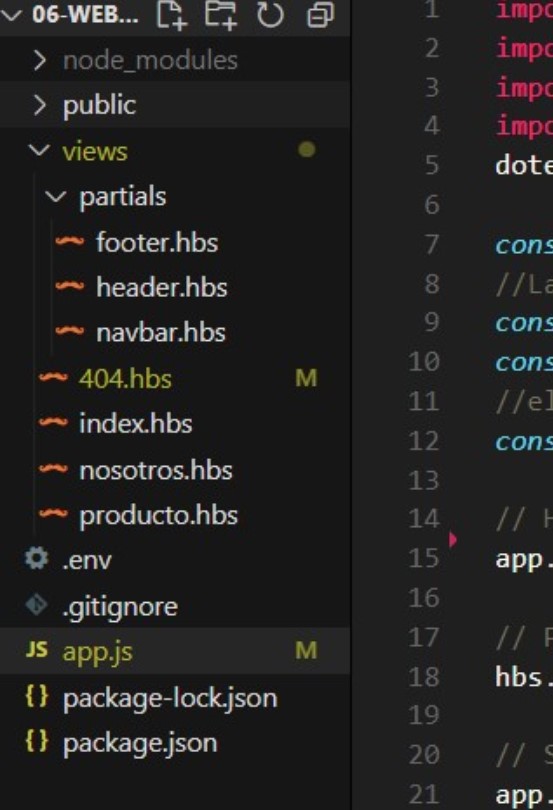 06-WEB...
node_modules
public
views
partials
footer.hbs
header.hbs
navbar.hbs
404.hbs M
index.hbs
nosotros.hbs
producto.hbs
.env
.gitignore
JS app.js M
{} package-lock.json
{} package.json
1 impo
2 impo
3 impo
4 impo
5 dote
6
7 cons
8 //La
9 cons
10 cons
11 //el
12 cons
13
14 // H
15 app.
16
17 // P
18 hbs.
19
20 // S
21 app.